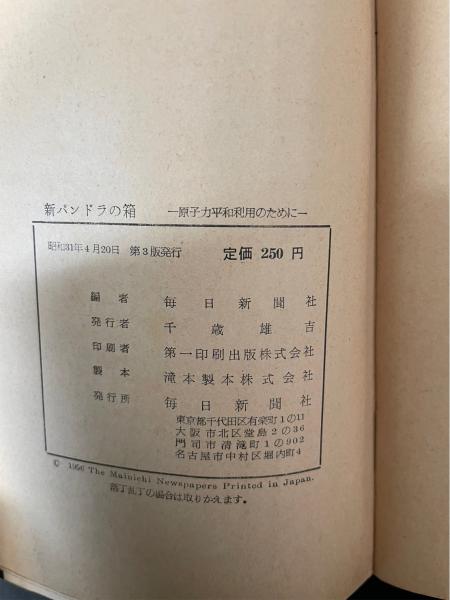 新パンドラの箱 ―原子力平和利用のために―
昭和31年4月20日 第3版発行 定価 250 円
編者 毎日新聞社
発行者 千歳雄吉
印刷者 第一印刷出版株式会社
製本 滝本製本株式会社
発行所 毎日新聞社
東京都千代田区有楽町1の11
大阪市北区堂島2の36
門司市清滝町1の902
名古屋市中村区堀内町4
© 1956 The Mainichi Newspapers Printed in Japan.
落丁乱丁の場合は取りかえます。